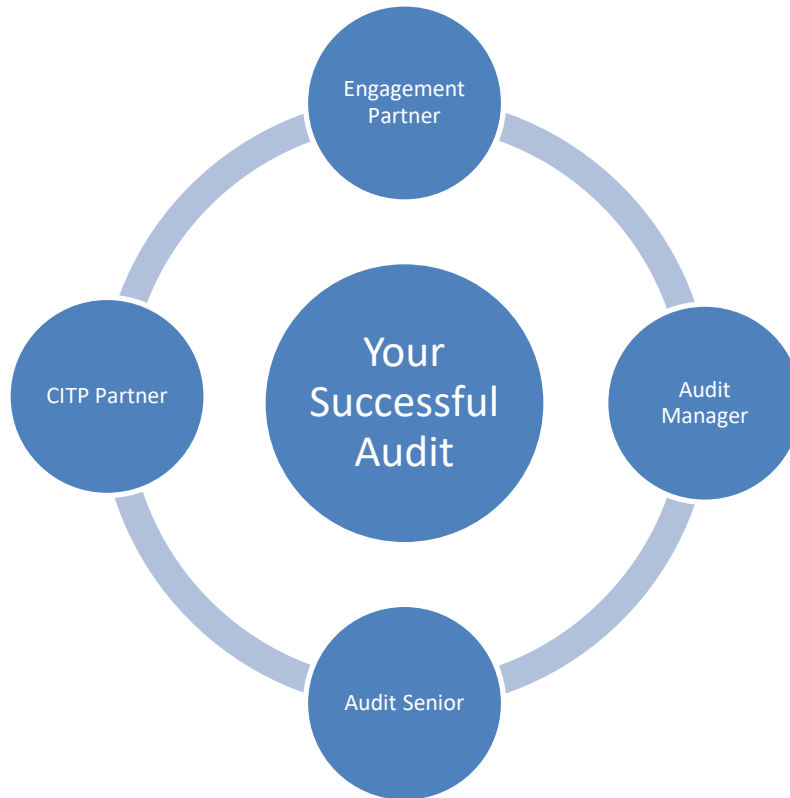 Engagement
Partner
CITP Partner
Your
Successful
Audit
Audit
Manager
Audit Senior